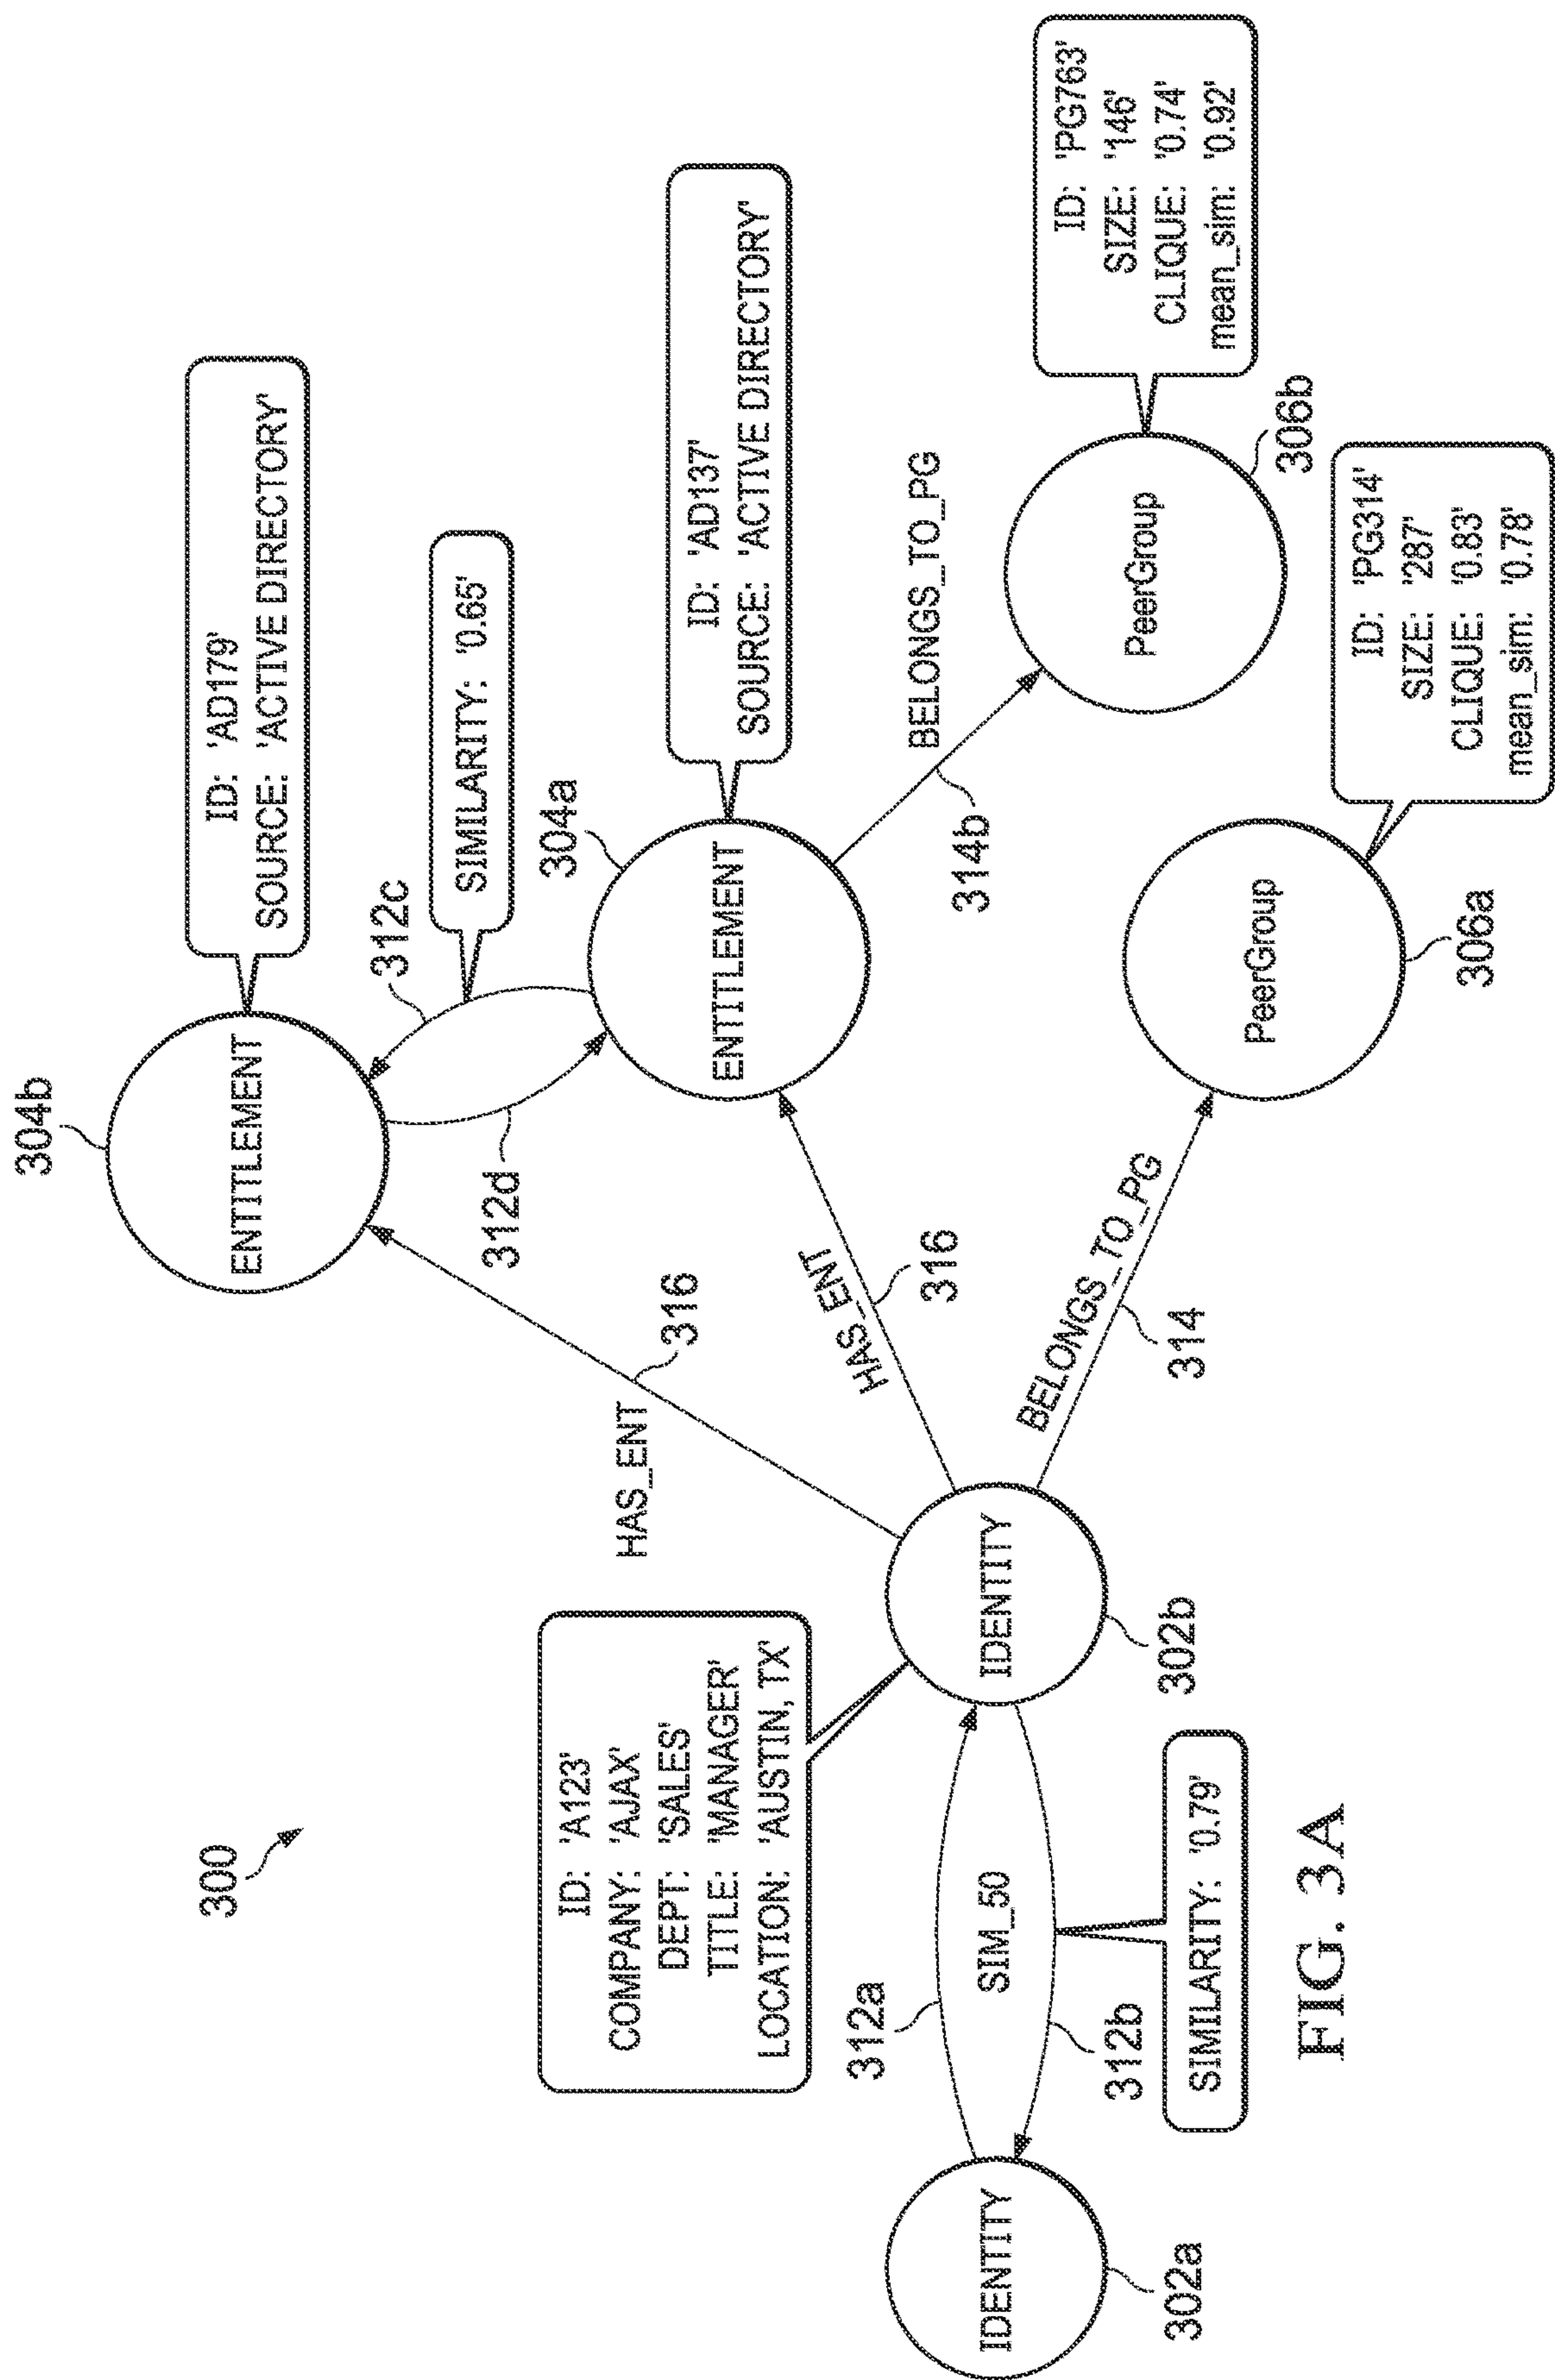 300
304b
ENTITLEMENT
ID: 'AD179'
SOURCE: 'ACTIVE DIRECTORY'
312c
SIMILARITY: '0.65'
312d
304a
ENTITLEMENT
ID: 'AD137'
SOURCE: 'ACTIVE DIRECTORY'
HAS_ENT
316
HAS_ENT
316
BELONGS_TO_PG
314b
PeerGroup
306b
ID: 'PG763'
SIZE: '146'
CLIQUE: '0.74'
mean_sim: '0.92'
BELONGS_TO_PG
314
PeerGroup
306a
ID: 'PG314'
SIZE: '287'
CLIQUE: '0.83'
mean_sim: '0.78'
ID: 'A123'
COMPANY: 'AJAX'
DEPT: 'SALES'
TITLE: 'MANAGER'
LOCATION: 'AUSTIN, TX'
IDENTITY
302b
312a
SIM_50
312b
SIMILARITY: '0.79'
IDENTITY
302a
FIG. 3A